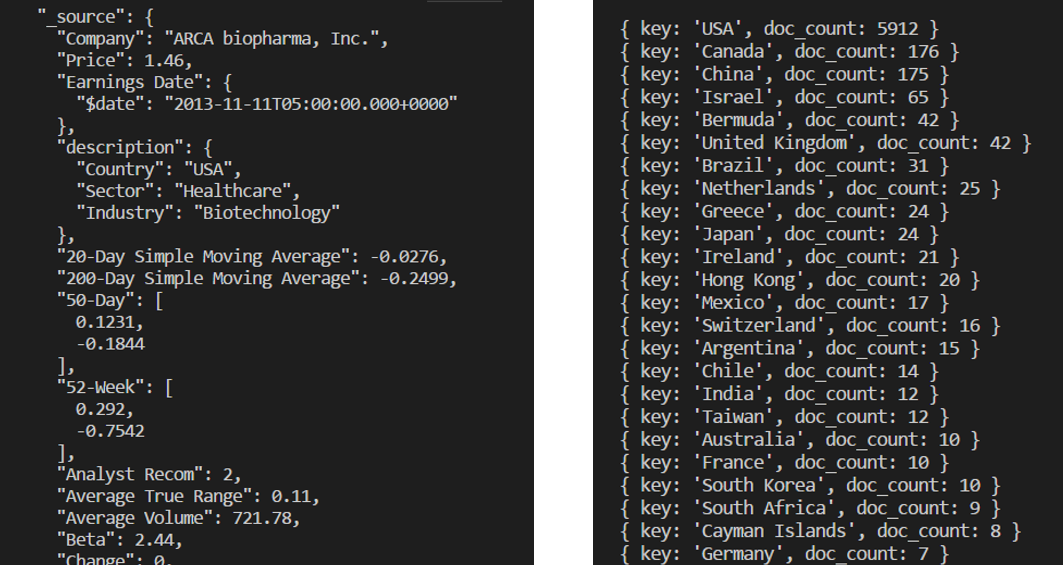 "_source": {
"Company": "ARCA biopharma, Inc.",
"Price": 1.46,
"Earnings Date": {
"$date": "2013-11-11T05:00:00.000+0000"
},
"description": {
"Country": "USA",
"Sector": "Healthcare",
"Industry": "Biotechnology"
},
"20-Day Simple Moving Average": -0.0276,
"200-Day Simple Moving Average": -0.2499,
"50-Day": [
0.1231,
-0.1844
],
"52-Week": [
0.292,
-0.7542
],
"Analyst Recom": 2,
"Average True Range": 0.11,
"Average Volume": 721.78,
"Beta": 2.44,
"Change": 0,
{ key: 'USA', doc_count: 5912 }
{ key: 'Canada', doc_count: 176 }
{ key: 'China', doc_count: 175 }
{ key: 'Israel', doc_count: 65 }
{ key: 'Bermuda', doc_count: 42 }
{ key: 'United Kingdom', doc_count: 42 }
{ key: 'Brazil', doc_count: 31 }
{ key: 'Netherlands', doc_count: 25 }
{ key: 'Greece', doc_count: 24 }
{ key: 'Japan', doc_count: 24 }
{ key: 'Ireland', doc_count: 21 }
{ key: 'Hong Kong', doc_count: 20 }
{ key: 'Mexico', doc_count: 17 }
{ key: 'Switzerland', doc_count: 16 }
{ key: 'Argentina', doc_count: 15 }
{ key: 'Chile', doc_count: 14 }
{ key: 'India', doc_count: 12 }
{ key: 'Taiwan', doc_count: 12 }
{ key: 'Australia', doc_count: 10 }
{ key: 'France', doc_count: 10 }
{ key: 'South Korea', doc_count: 10 }
{ key: 'South Africa', doc_count: 9 }
{ key: 'Cayman Islands', doc_count: 8 }
{ key: 'Germany', doc_count: 7 }